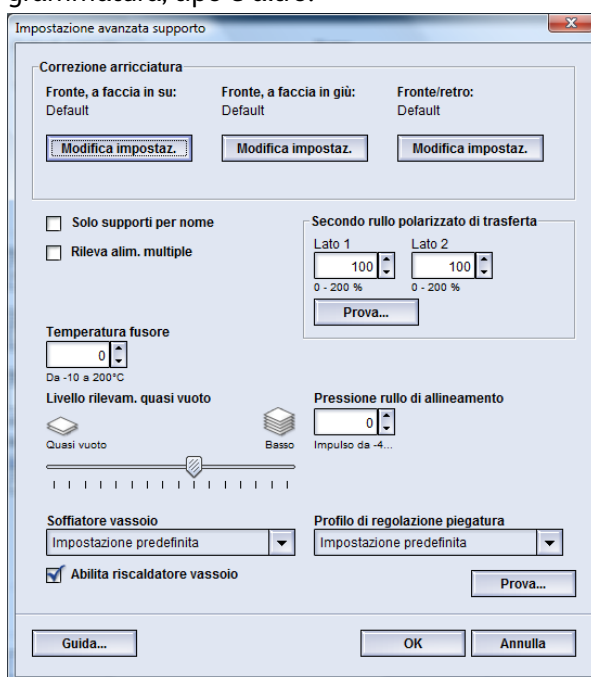 grammatura, tipo e altro.
Impostazione avanzata supporto
Correzione arricciatura
Fronte, a faccia in su:
Default
Modifica impostaz.
Fronte, a faccia in giù:
Default
Modifica impostaz.
Fronte/retro:
Default
Modifica impostaz.
Solo supporti per nome
Rileva alim. multiple
Secondo rullo polarizzato di trasferta
Lato 1
100
0 - 200 %
Lato 2
100
0 - 200 %
Prova...
Temperatura fusore
0
Da -10 a 200°C
Livello rilevam. quasi vuoto
Quasi vuoto
Basso
Pressione rullo di allineamento
0
Impulso da -4...
Soffiatore vassoio
Impostazione predefinita
Profilo di regolazione piegatura
Impostazione predefinita
Abilita riscaldatore vassoio
Prova...
Guida...
OK
Annulla